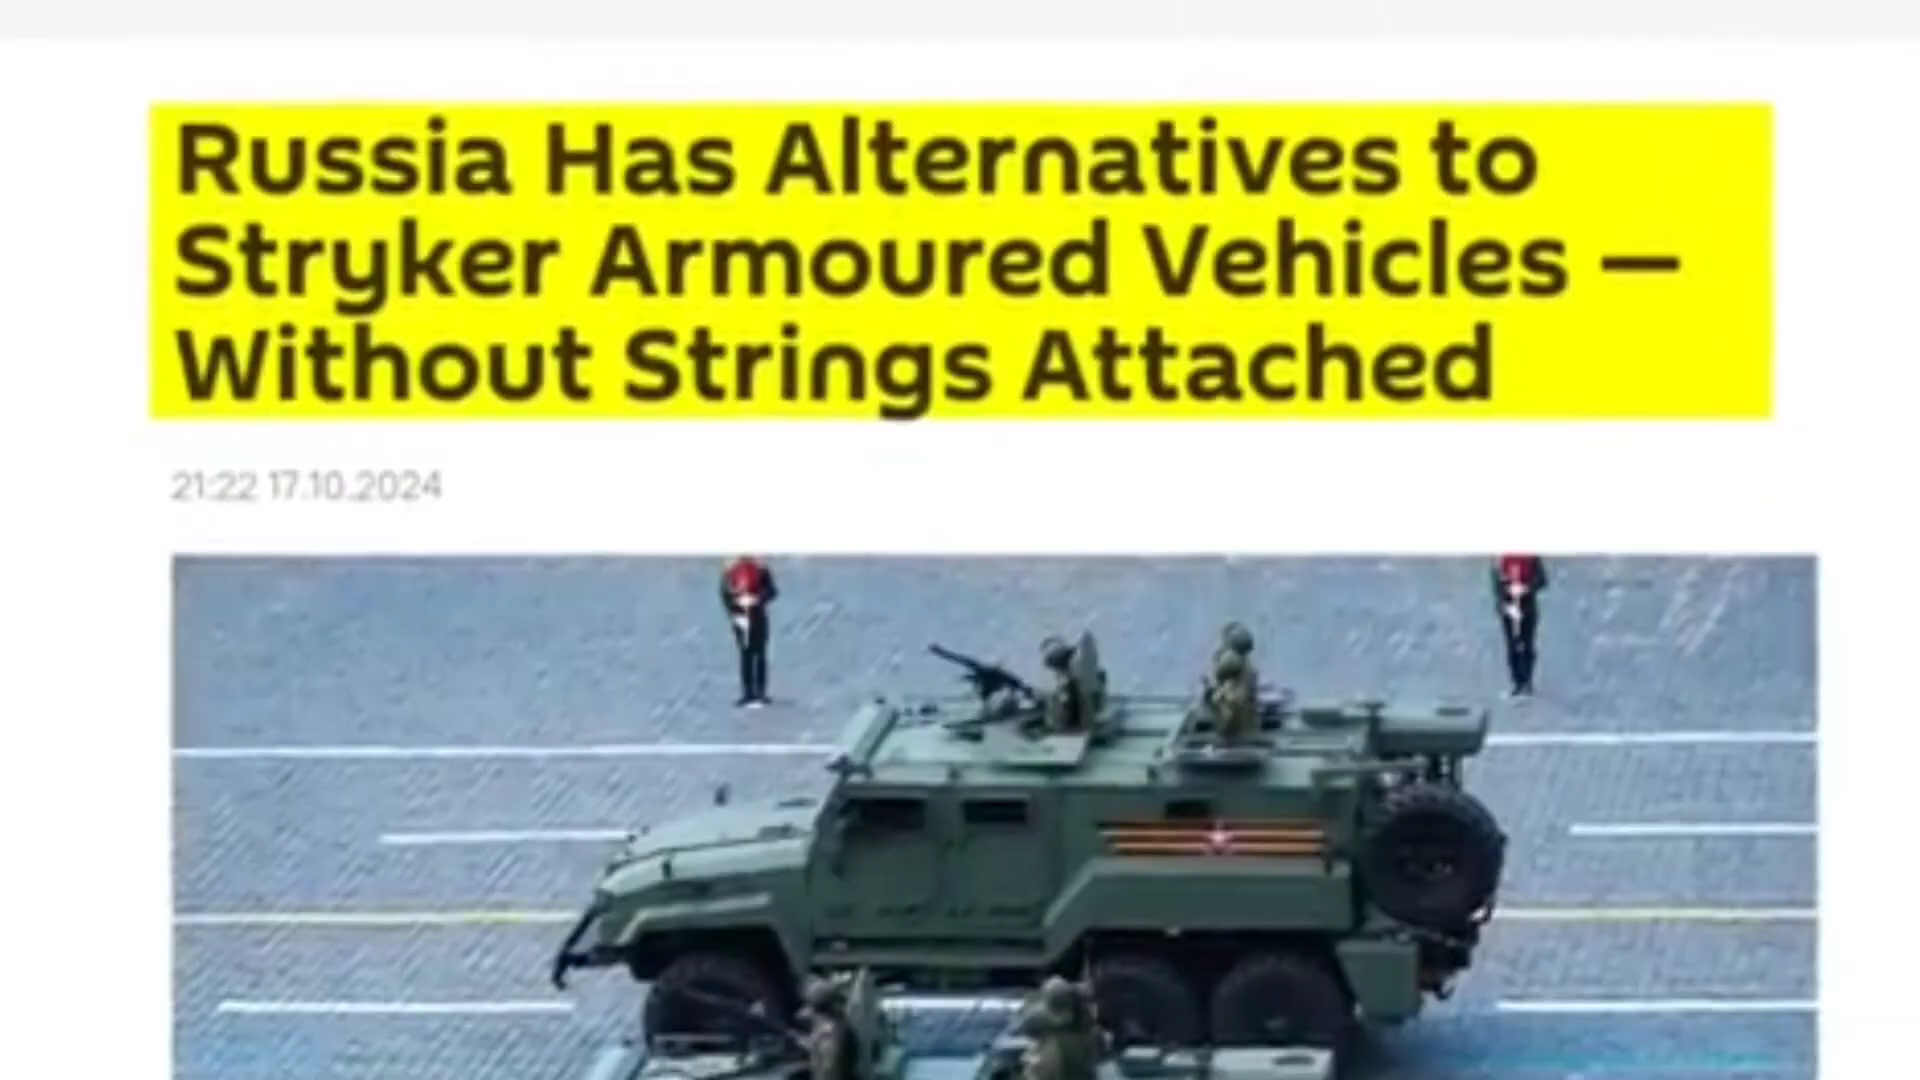 Russia Has Alternatives to
Stryker Armoured Vehicles —
Without Strings Attached
21:22 17.10.2024